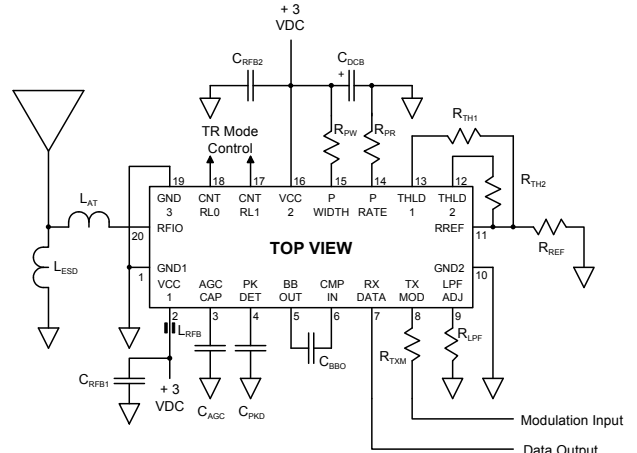 + 3
VDC
CRFB2
CDCB
+
TR Mode
Control
RPW
RPR
RTH1
RTH2
LAT
LESD
19
18
17
16
15
14
13
12
GND
3
CNT
RL0
CNT
RL1
VCC
2
P
WIDTH
P
RATE
THLD
1
THLD
2
20
RFIO
RREF
11
RREF
TOP VIEW
1
GND1
GND2
10
VCC
1
AGC
CAP
PK
DET
BB
OUT
CMP
IN
RX
DATA
TX
MOD
LPF
ADJ
2
3
4
5
6
7
8
9
LRFB
CRFB1
+ 3
VDC
CAGC
CPKD
CBBO
RTXM
RLPF
Modulation Input
Data Output